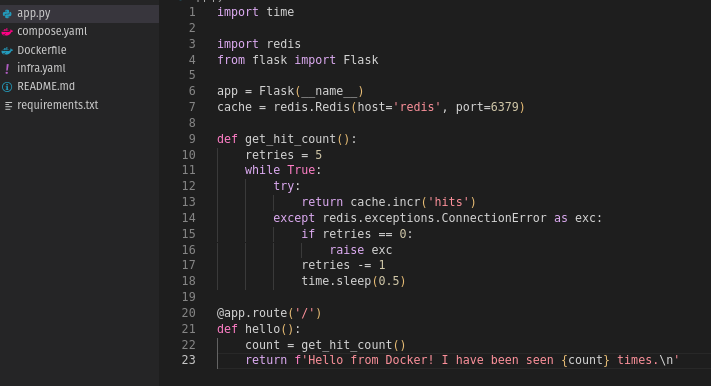 app.py
compose.yaml
Dockerfile
infra.yaml
README.md
requirements.txt
1 import time
2
3 import redis
4 from flask import Flask
5
6 app = Flask(__name__)
7 cache = redis.Redis(host='redis', port=6379)
8
9 def get_hit_count():
10     retries = 5
11     while True:
12         try:
13             return cache.incr('hits')
14         except redis.exceptions.ConnectionError as exc:
15             if retries == 0:
16                 raise exc
17             retries -= 1
18             time.sleep(0.5)
19
20 @app.route('/')
21 def hello():
22     count = get_hit_count()
23     return f'Hello from Docker! I have been seen {count} times.\n'